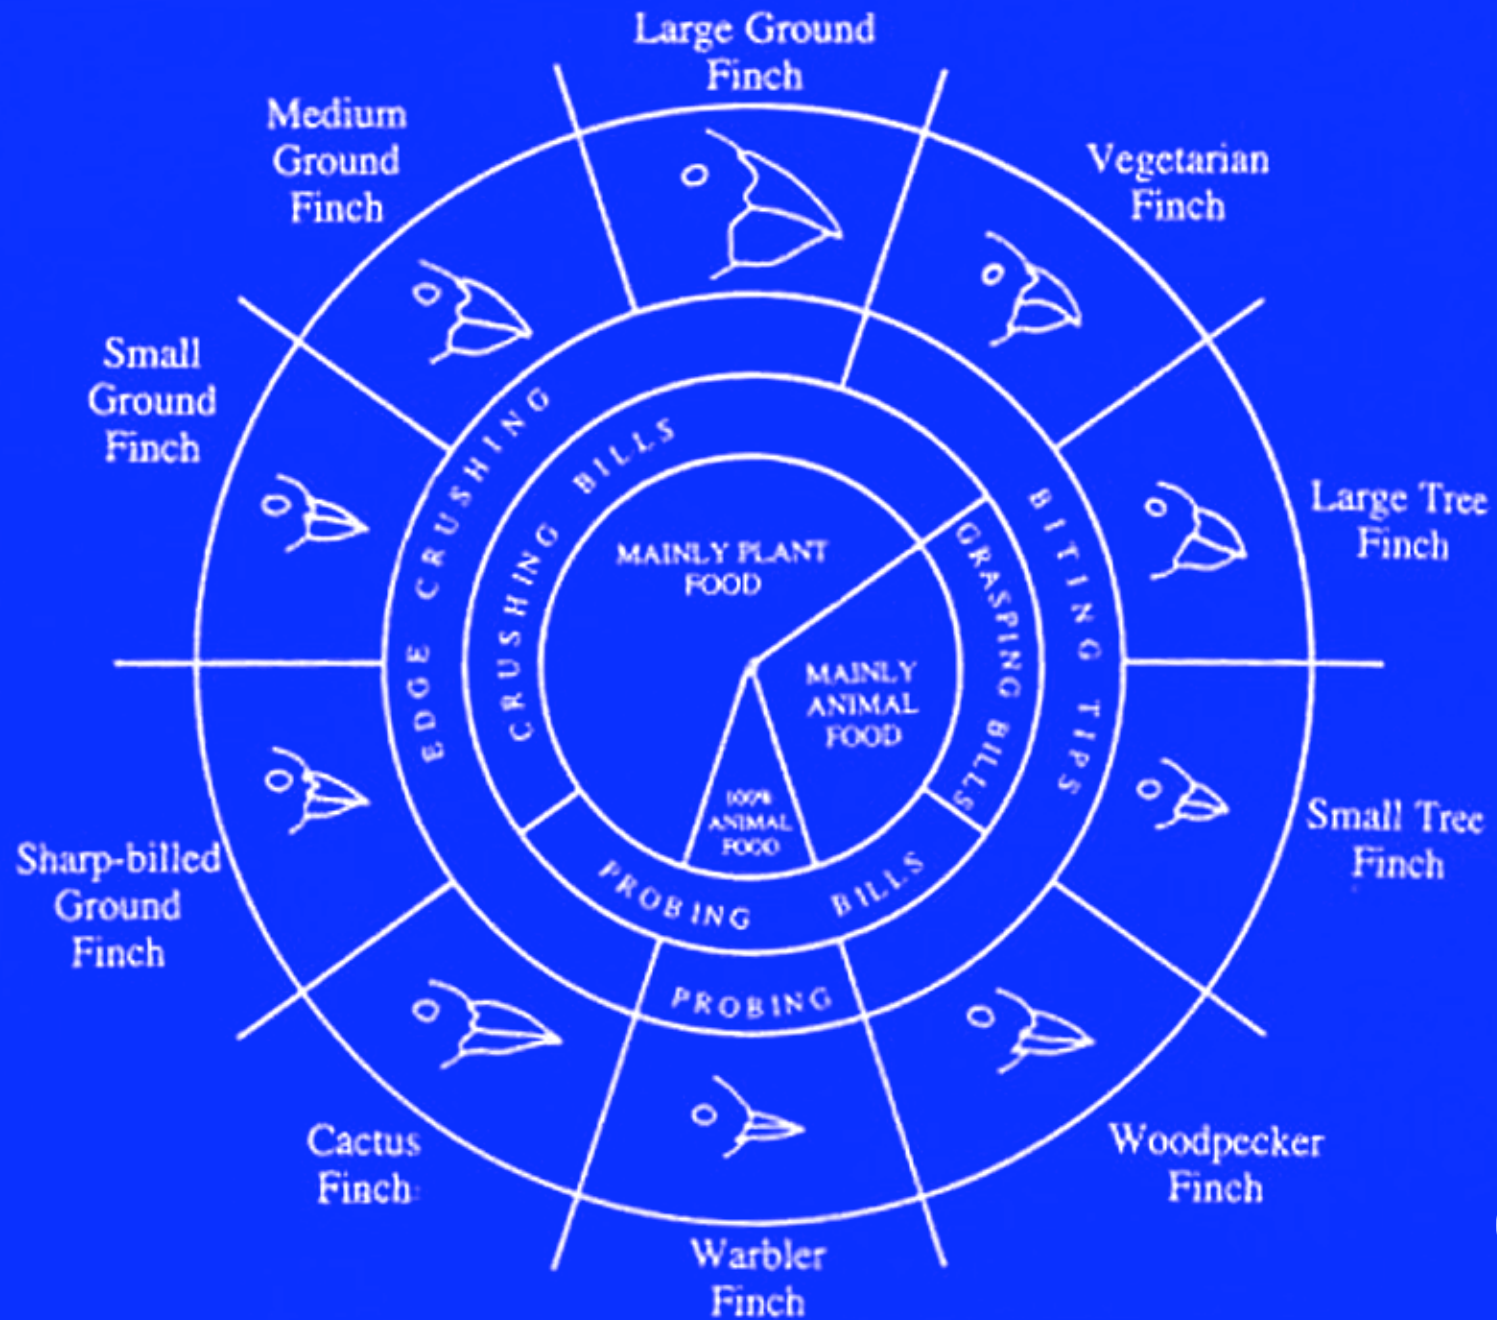 Large Ground
Finch
Medium
Ground
Finch
Vegetarian
Finch
Small
Ground
Finch
Large Tree
Finch
EDGE CRUSHING
CRUSHING BILLS
MAINLY PLANT
FOOD
GRASPING BILLS
BITING TIPS
MAINLY
ANIMAL
FOOD
100%
ANIMAL
FOOD
Small Tree
Finch
Sharp-billed
Ground
Finch
PROBING BILLS
PROBING
Cactus
Finch
Woodpecker
Finch
Warbler
Finch